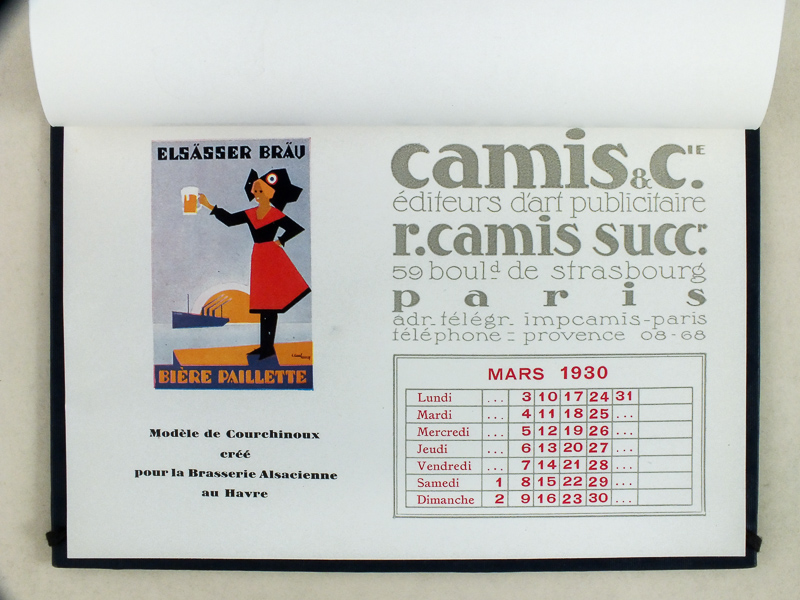 ELSÄSSER BRÄU
BIÈRE PAILLETTE
Modèle de Courchinoux
créé
pour la Brasserie Alsacienne
au Havre
camis & c.IE
éditeurs d'art publicitaire
r. camis succr.
59 boul.d de strasbourg
paris
adr. télégr. impcamis-paris
téléphone = provence 08-68
MARS 1930
Lundi ... 3 10 17 24 31
Mardi ... 4 11 18 25 ...
Mercredi ... 5 12 19 26 ...
Jeudi ... 6 13 20 27 ...
Vendredi ... 7 14 21 28 ...
Samedi 1 8 15 22 29 ...
Dimanche 2 9 16 23 30 ...